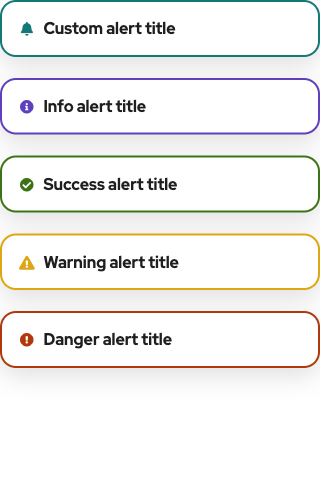 Custom alert title
Info alert title
Success alert title
Warning alert title
Danger alert title